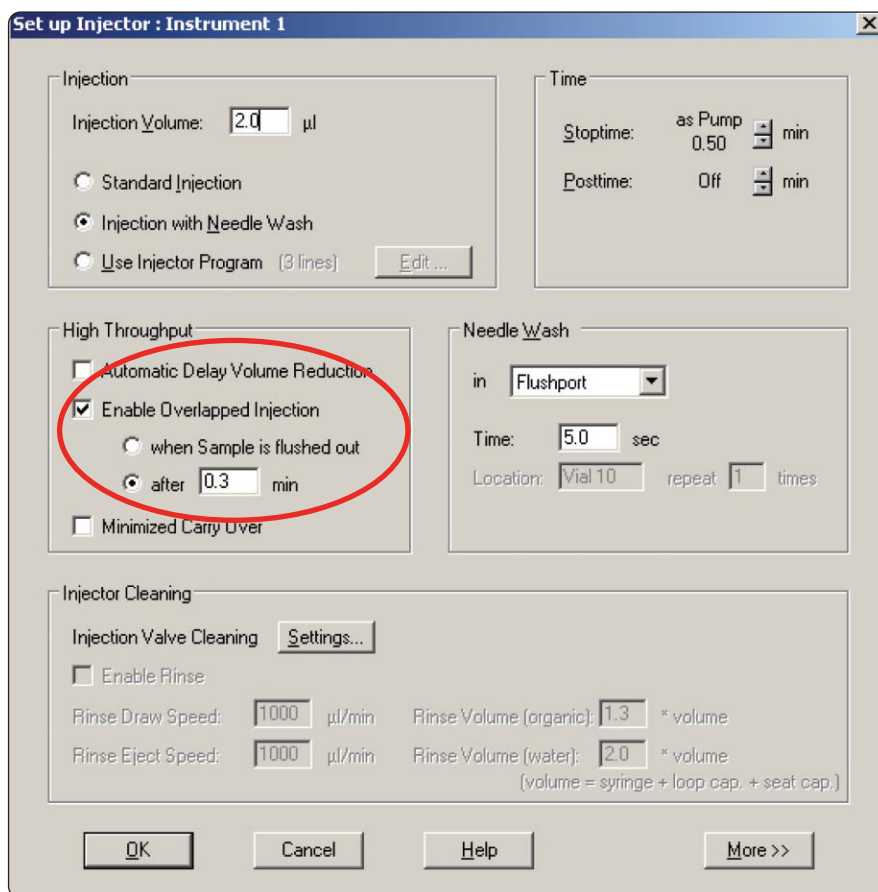 Set up Injector : Instrument 1
Injection
Injection Volume: 2.0 µl
Standard Injection
Injection with Needle Wash
Use Injector Program (3 lines) Edit ...
Time
Stoptime: as Pump 0.50 min
Posttime: Off min
High Throughput
Automatic Delay Volume Reduction
Enable Overlapped Injection
when Sample is flushed out
after 0.3 min
Minimized Carry Over
Needle Wash
in Flushport
Time: 5.0 sec
Location: Vial 10 repeat 1 times
Injector Cleaning
Injection Valve Cleaning Settings...
Enable Rinse
Rinse Draw Speed: 1000 µl/min Rinse Volume (organic): 1.3 * volume
Rinse Eject Speed: 1000 µl/min Rinse Volume (water): 2.0 * volume
(volume = syringe + loop cap. + seat cap.)
OK Cancel Help More >>